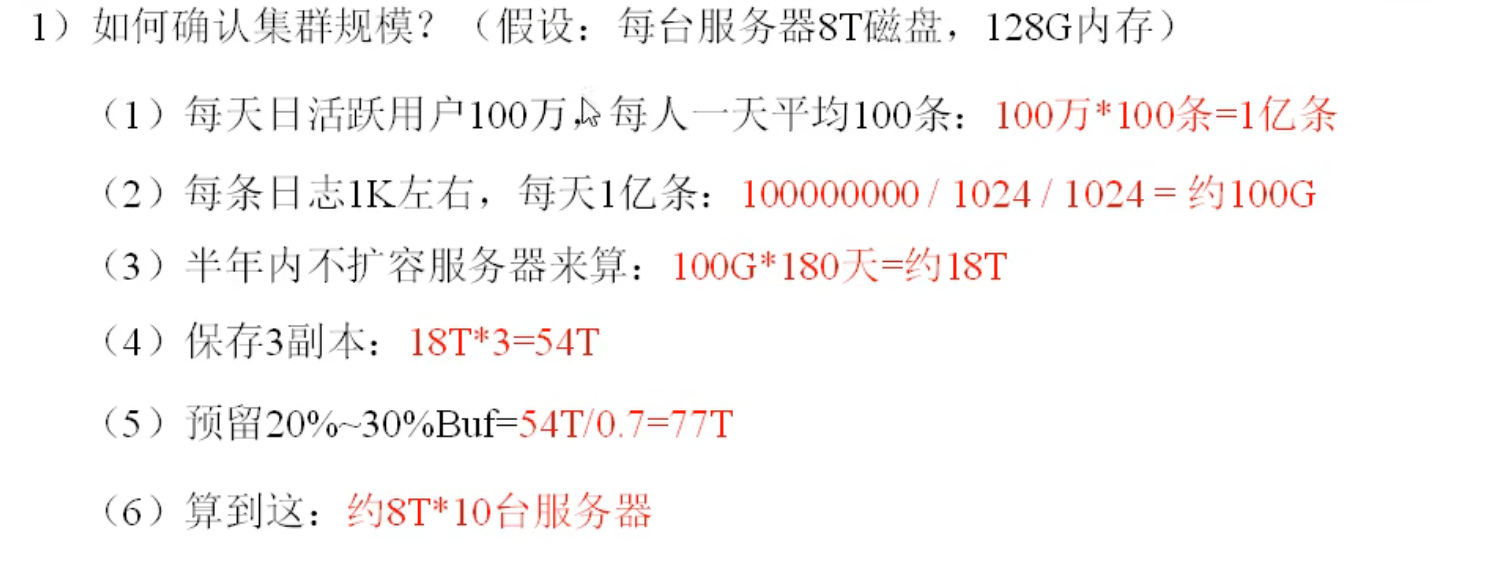 1）如何确认集群规模？（假设：每台服务器8T磁盘，128G内存）
（1）每天日活跃用户100万，每人一天平均100条：100万*100条=1亿条
（2）每条日志1K左右，每天1亿条：100000000 / 1024 / 1024 = 约100G
（3）半年内不扩容服务器来算：100G*180天=约18T
（4）保存3副本：18T*3=54T
（5）预留20%~30%Buf=54T/0.7=77T
（6）算到这：约8T*10台服务器